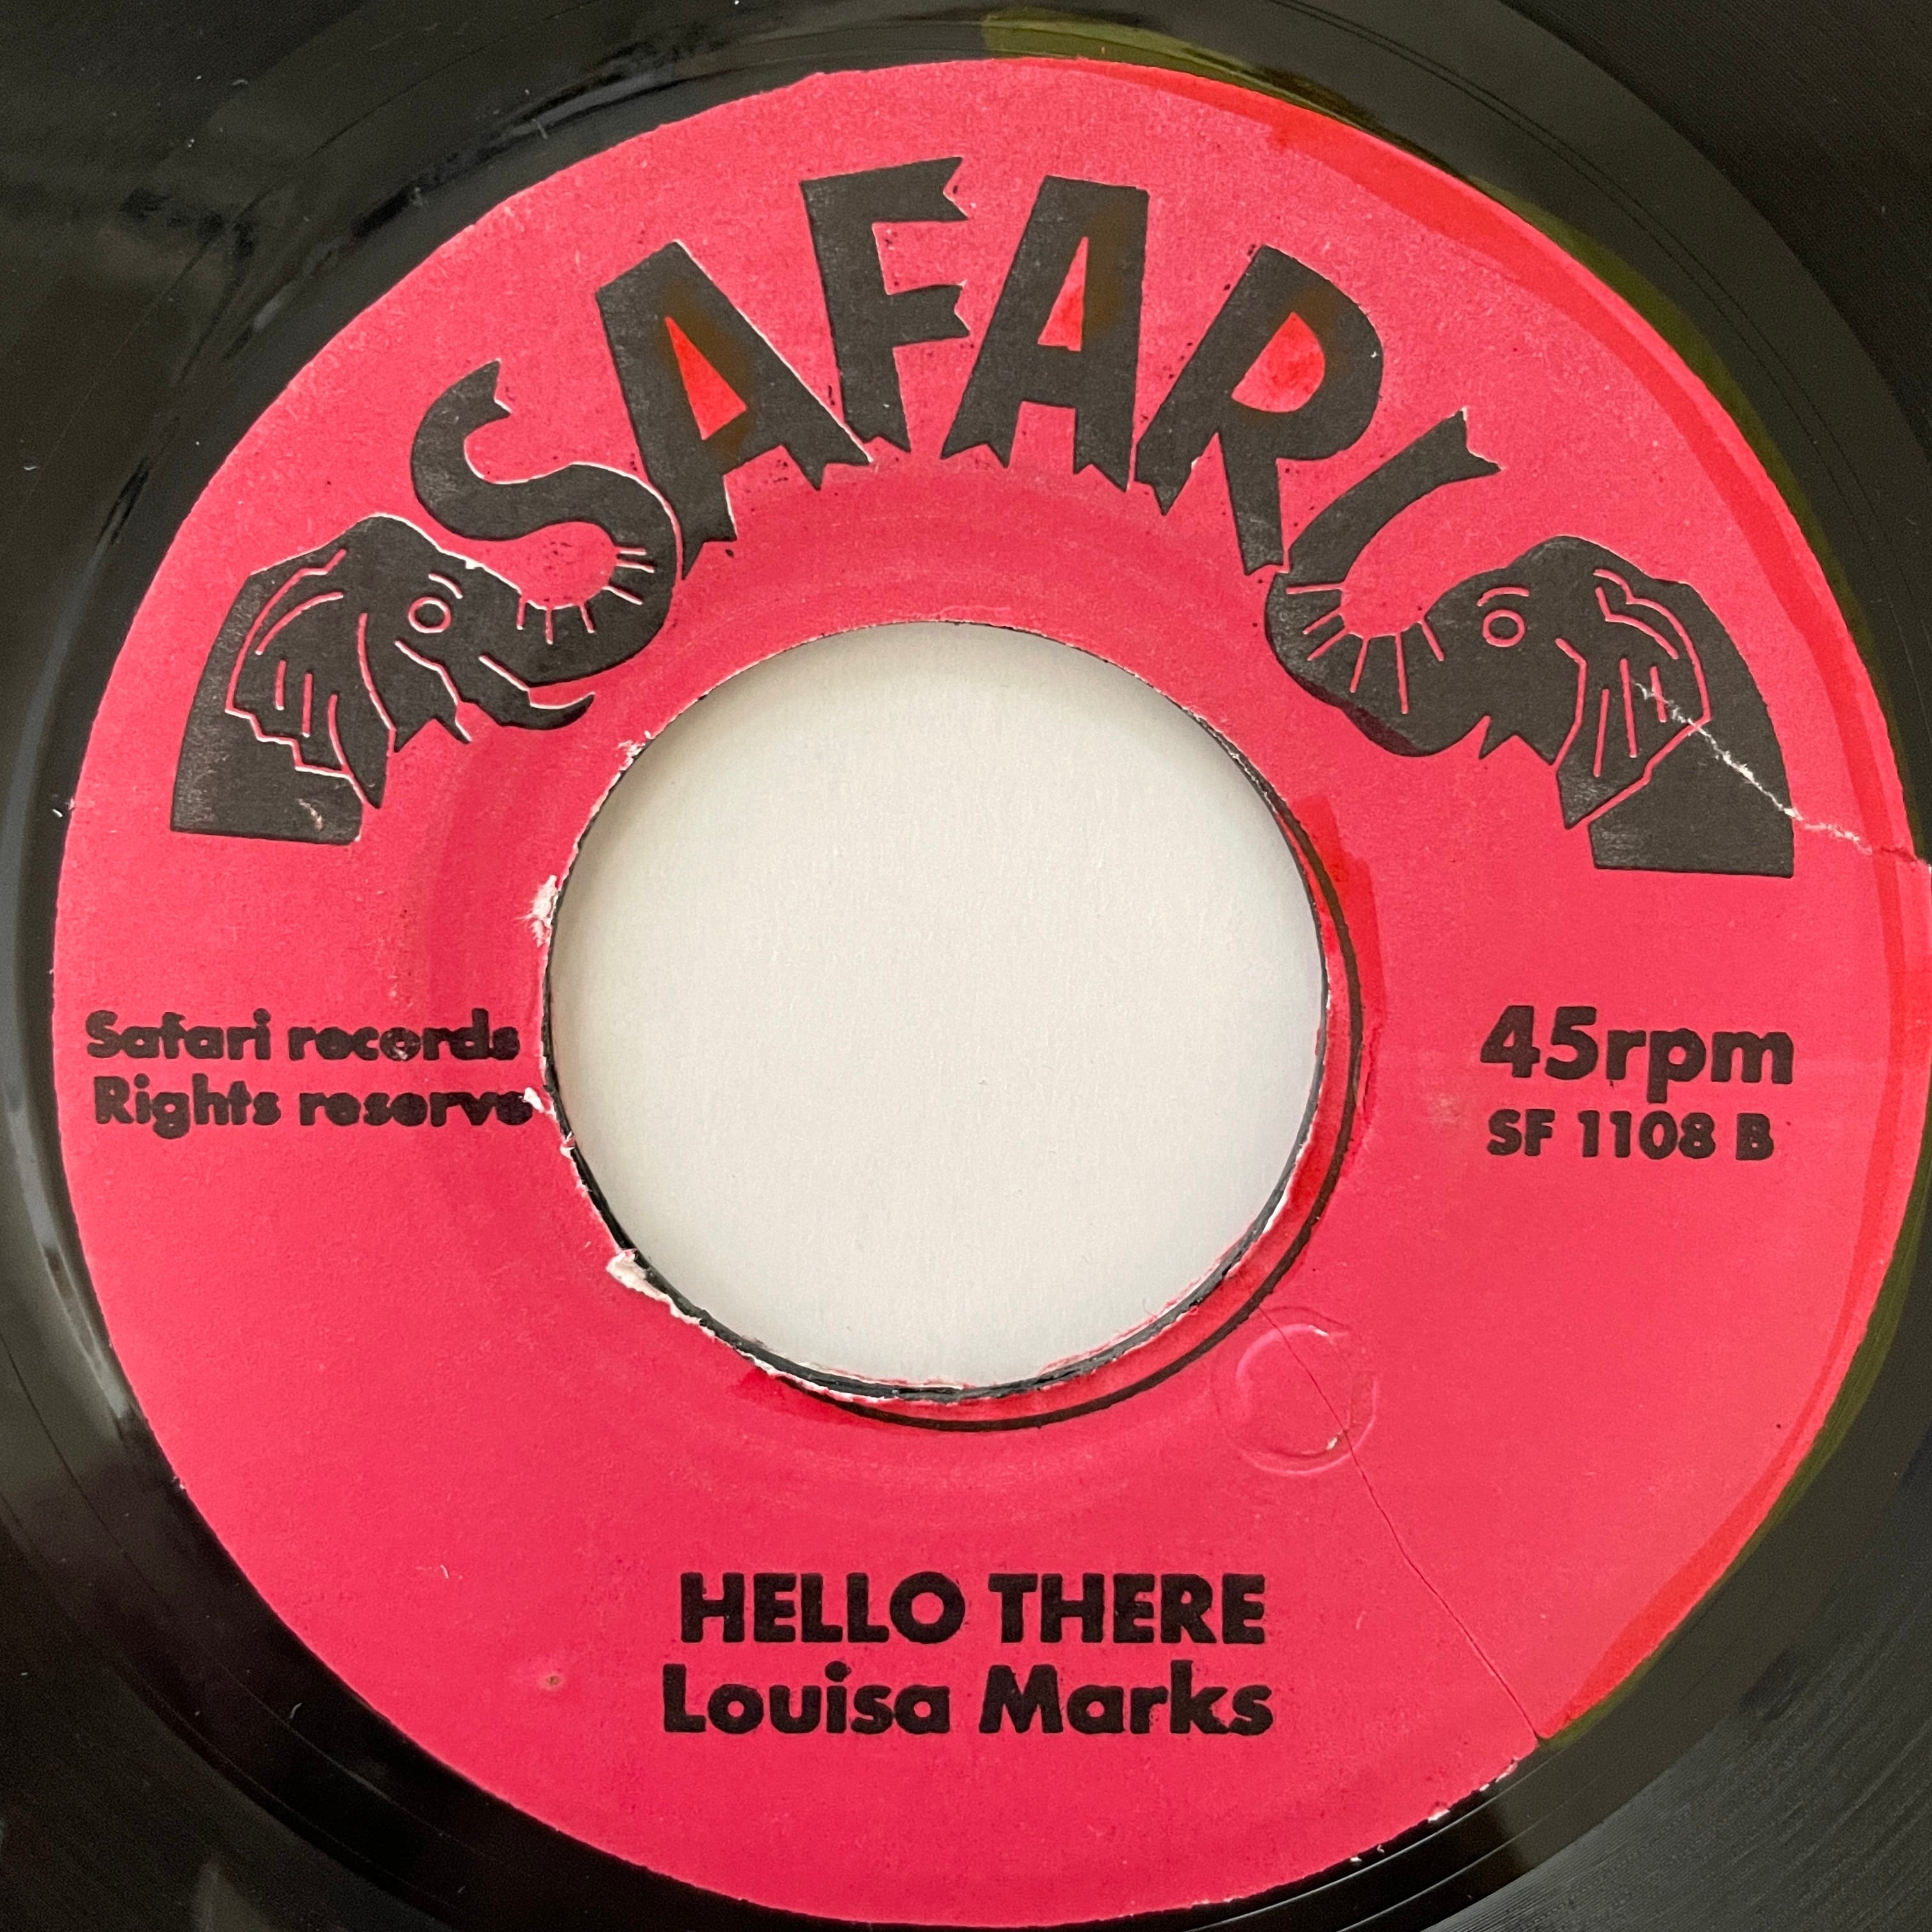 SAFARI
Safari records
Rights reserve
45rpm
SF 1108 B
HELLO THERE
Louisa Marks